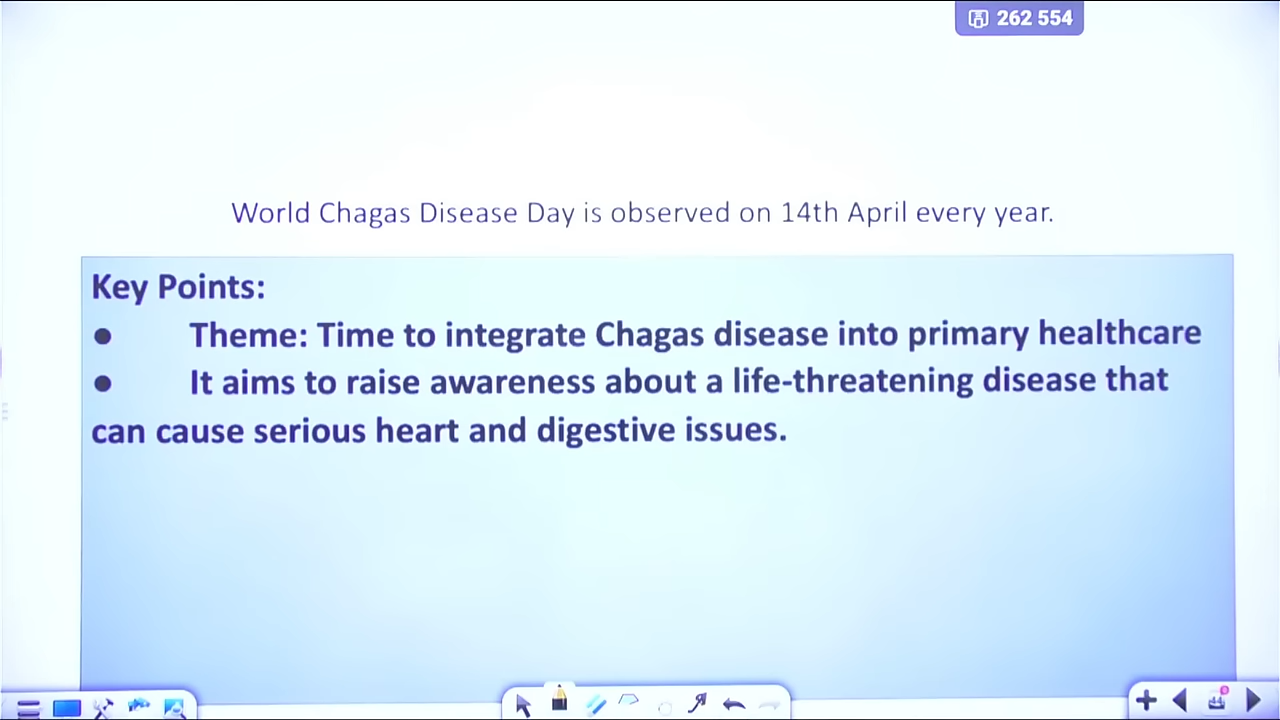 262 554
World Chagas Disease Day is observed on 14th April every year.
Key Points:
● Theme: Time to integrate Chagas disease into primary healthcare
● It aims to raise awareness about a life-threatening disease that
can cause serious heart and digestive issues.